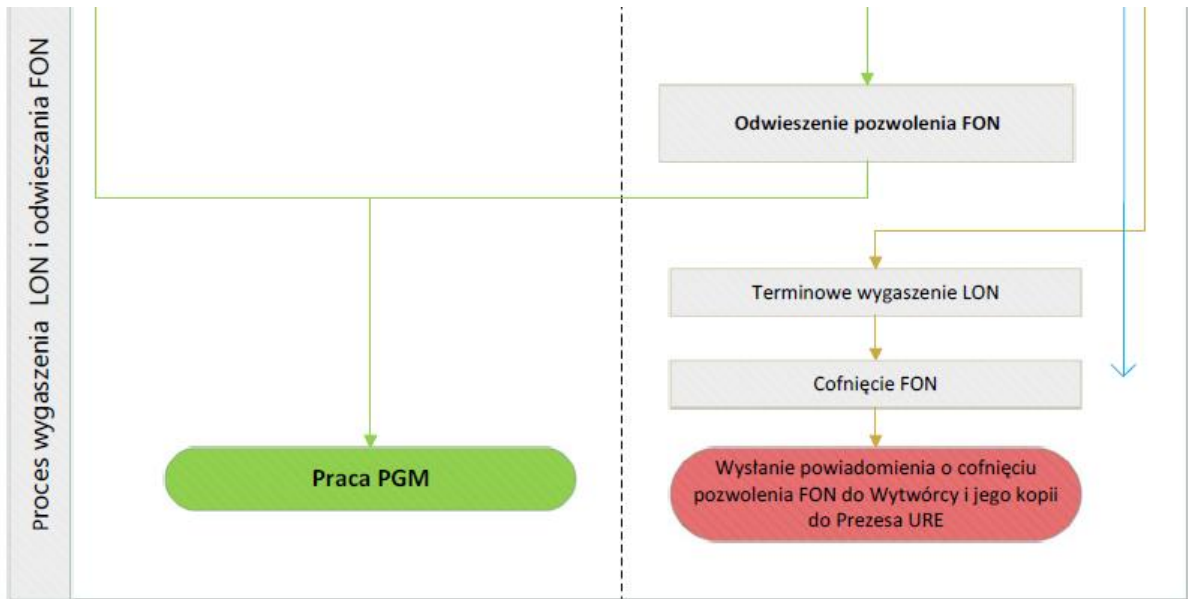 Proces wygaszenia LON i odwieszania FON
Odwieszenie pozwolenia FON
Terminowe wygaszenie LON
Cofnięcie FON
Praca PGM
Wysłanie powiadomienia o cofnięciu
pozwolenia FON do Wytwórcy i jego kopii
do Prezesa URE